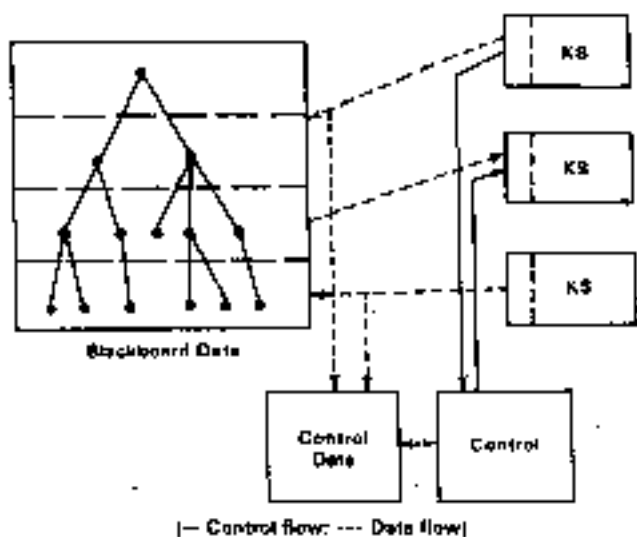 KS
KS
KS
Blackboard Data
Control
Data
Control
[— Control flow: --- Data flow]